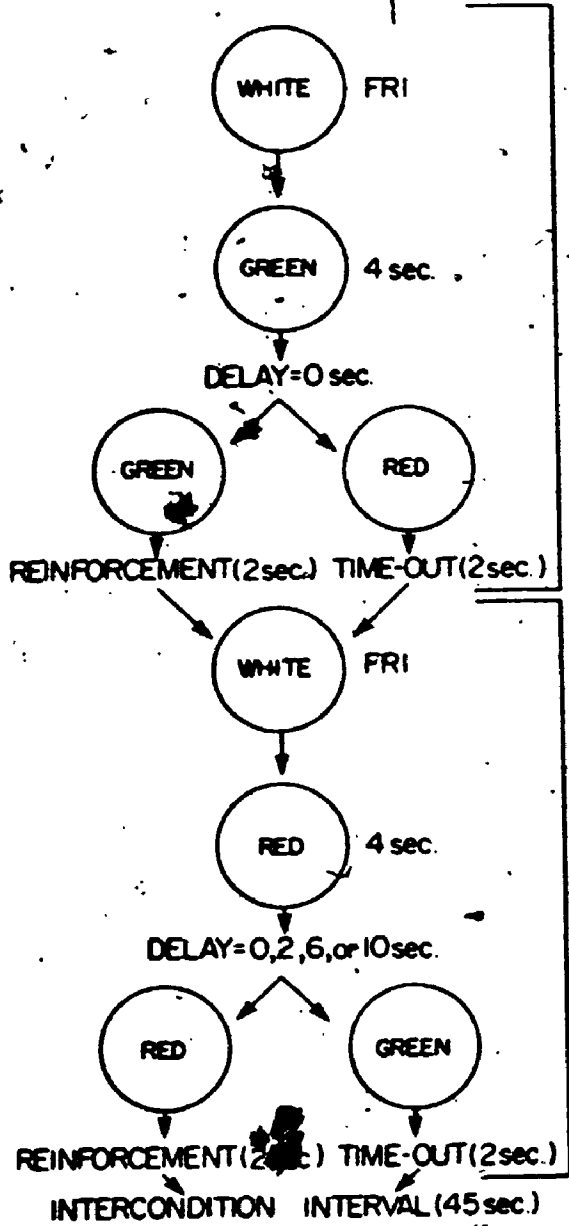 WHITE FRI
GREEN 4 sec.
DELAY=0 sec.
GREEN RED
REINFORCEMENT(2sec.) TIME-OUT(2sec.)
WHITE FRI
RED 4 sec.
DELAY=0,2,6,or 10sec.
RED GREEN
REINFORCEMENT( ) TIME-OUT(2sec.)
INTERCONDITION INTERVAL(45sec.)